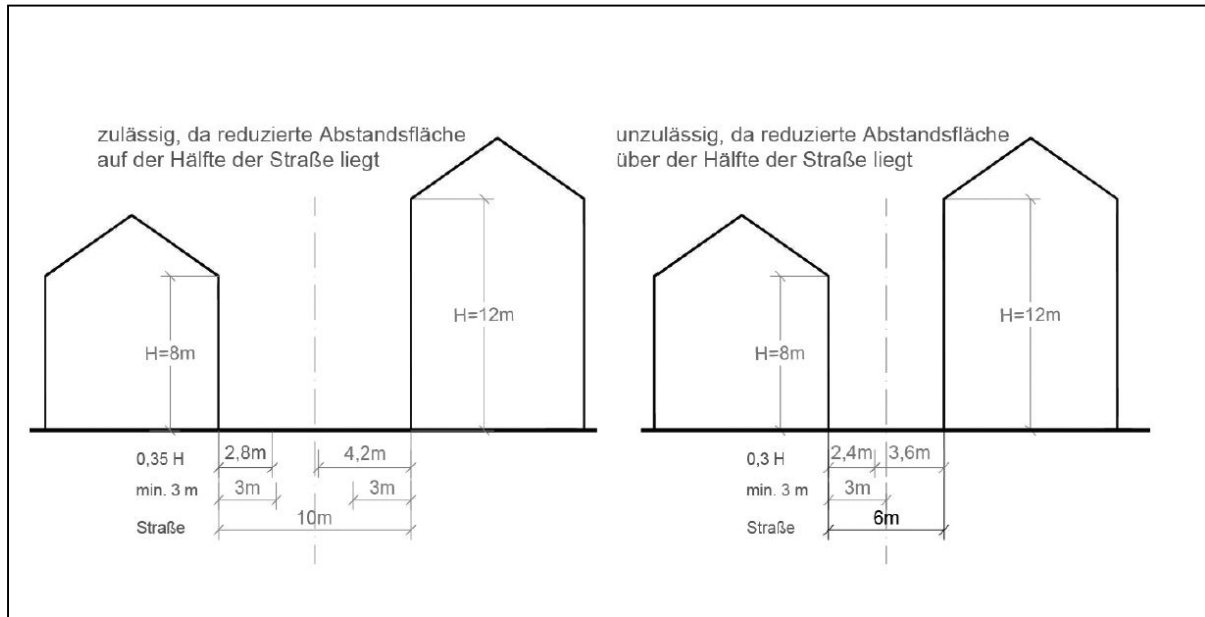 zulässig, da reduzierte Abstandsfläche
auf der Hälfte der Straße liegt
H=8m
H=12m
0,35 H
2,8m
4,2m
min. 3 m
3m
3m
Straße
10m
unzulässig, da reduzierte Abstandsfläche
über der Hälfte der Straße liegt
H=8m
H=12m
0,3 H
2,4m
3,6m
min. 3 m
3m
Straße
6m